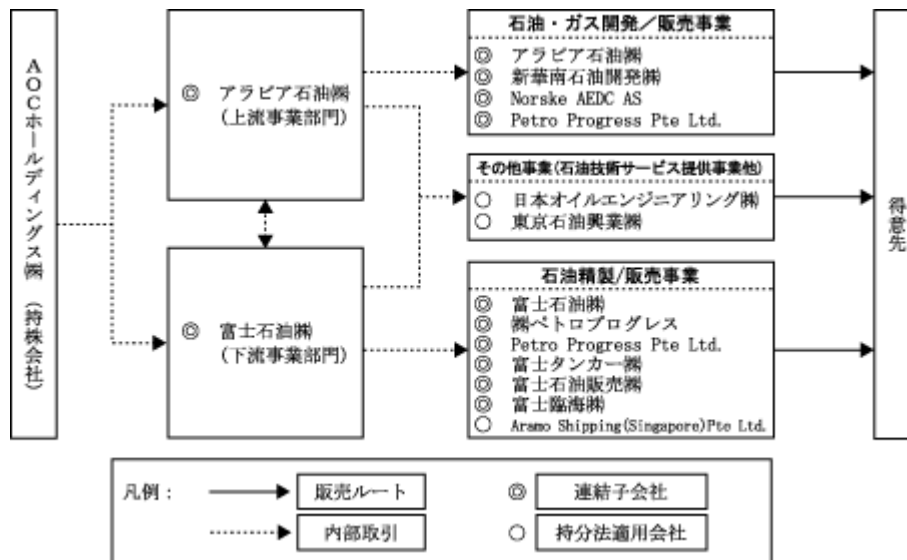 AOCホールディングス㈱（持株会社）
◎ アラビア石油㈱
（上流事業部門）
◎ 富士石油㈱
（下流事業部門）
石油・ガス開発／販売事業
◎ アラビア石油㈱
◎ 新華南石油開発㈱
◎ Norske AEDC AS
◎ Petro Progress Pte Ltd.
その他事業(石油技術サービス提供事業他)
○ 日本オイルエンジニアリング㈱
○ 東京石油興業㈱
石油精製/販売事業
◎ 富士石油㈱
◎ ㈱ペトロプログレス
◎ Petro Progress Pte Ltd.
◎ 富士タンカー㈱
◎ 富士石油販売㈱
◎ 富士臨海㈱
○ Aramo Shipping(Singapore)Pte Ltd.
得意先
凡例：
販売ルート
◎ 連結子会社
内部取引
○ 持分法適用会社